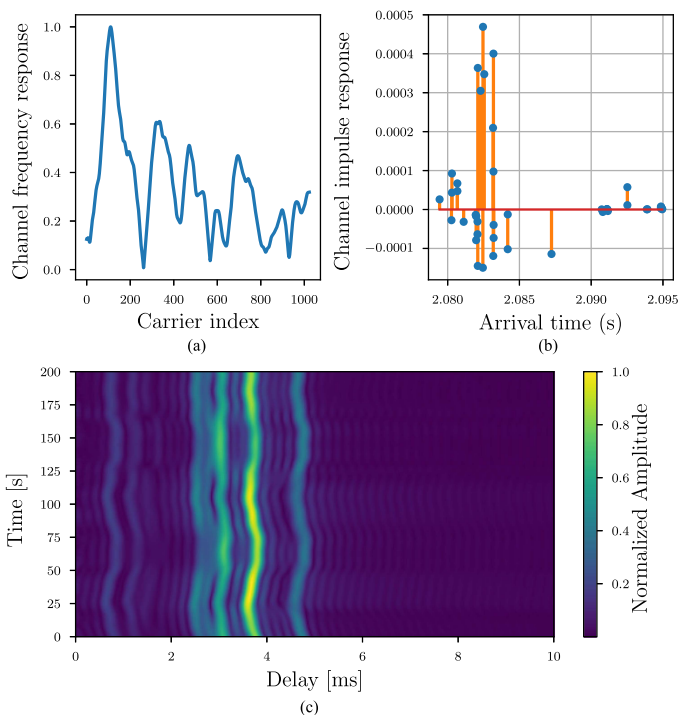 Channel frequency response
1.0
0.8
0.6
0.4
0.2
0.0
0 200 400 600 800 1000
Carrier index
(a)
Channel impulse response
0.0005
0.0004
0.0003
0.0002
0.0001
0.0000
−0.0001
2.080 2.085 2.090 2.095
Arrival time (s)
(b)
Time [s]
200
175
150
125
100
75
50
25
0
0 2 4 6 8 10
Delay [ms]
1.0
0.8
0.6
0.4
0.2
Normalized Amplitude
(c)